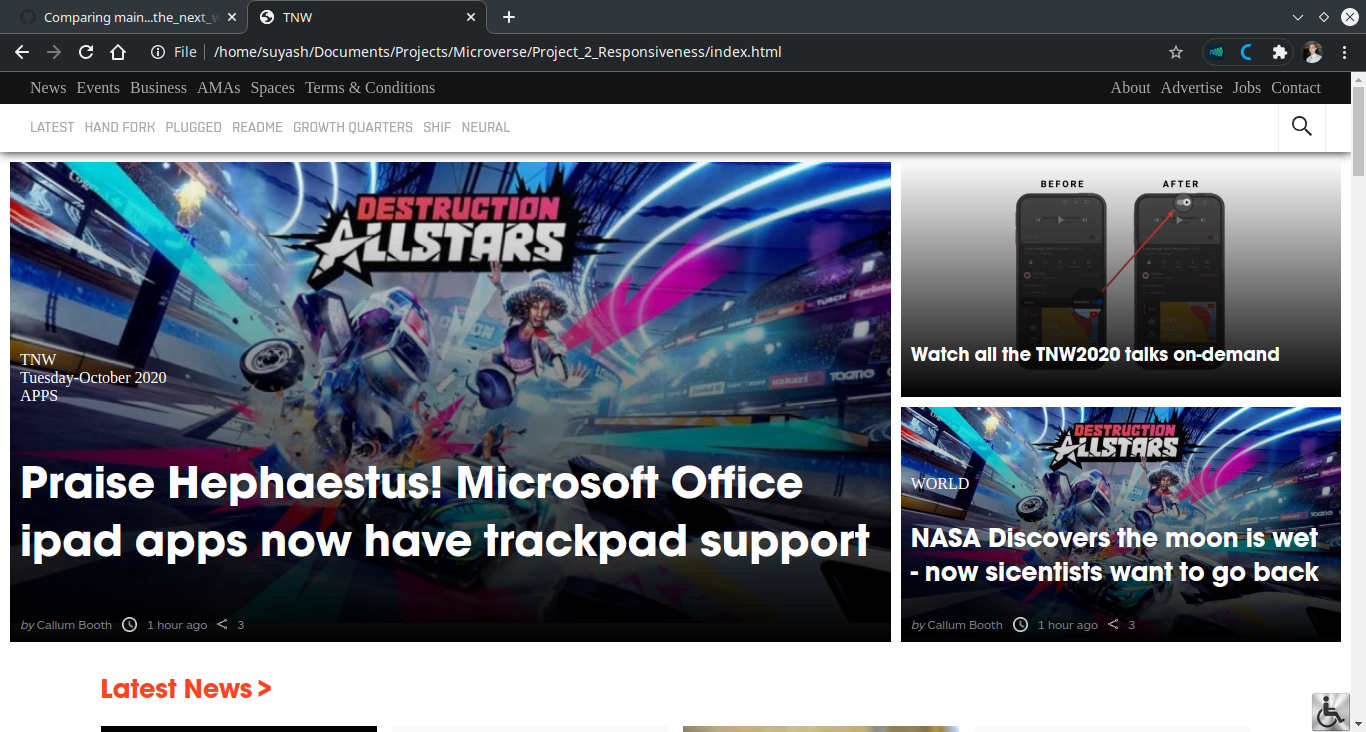 Comparing main...the_next_w
TNW
File
/home/suyash/Documents/Projects/Microverse/Project_2_Responsiveness/index.html
News Events Business AMAs Spaces Terms & Conditions
About Advertise Jobs Contact
LATEST HAND FORK PLUGGED README GROWTH QUARTERS SHIF NEURAL
DESTRUCTION
ALLSTARS
TNW
Tuesday-October 2020
APPS
Praise Hephaestus! Microsoft Office
ipad apps now have trackpad support
by Callum Booth 1 hour ago 3
BEFORE AFTER
Watch all the TNW2020 talks on-demand
DESTRUCTION
ALLSTARS
WORLD
NASA Discovers the moon is wet
- now sicentists want to go back
by Callum Booth 1 hour ago 3
Latest News >